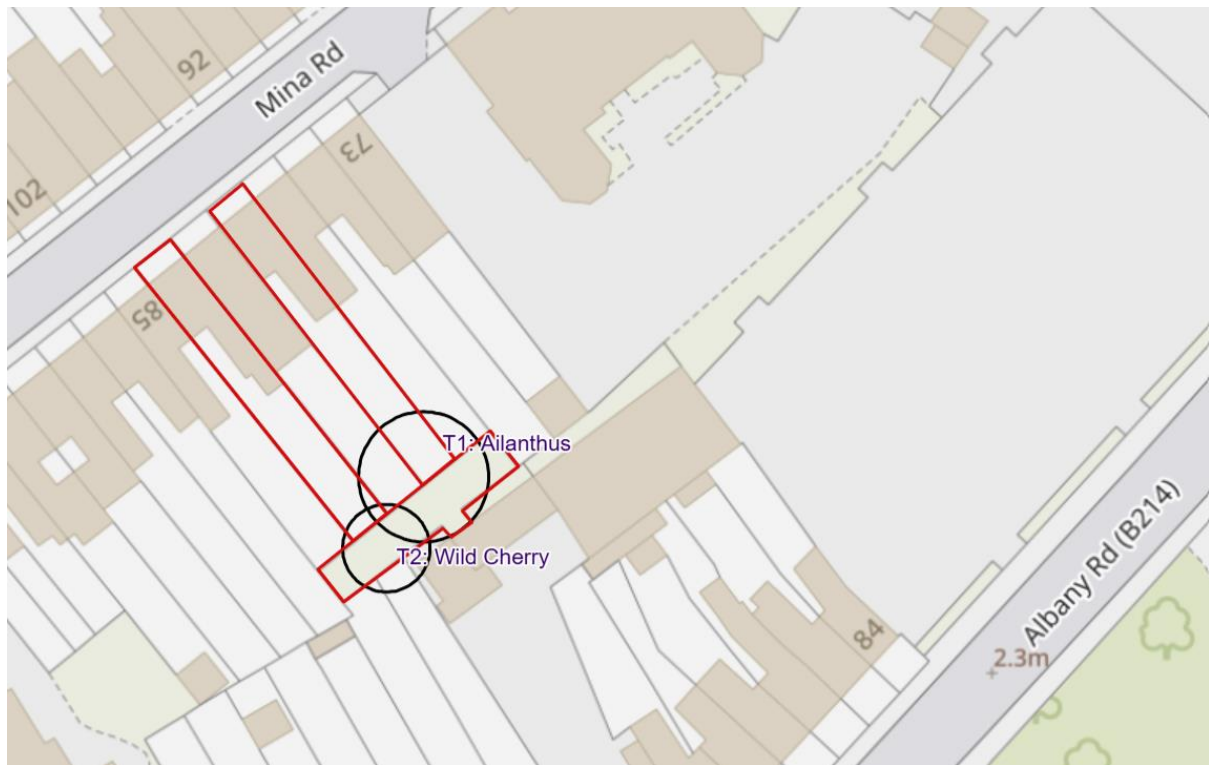 92
Mina Rd
102
73
85
T1: Ailanthus
T2: Wild Cherry
84
Albany Rd (B214)
2.3m